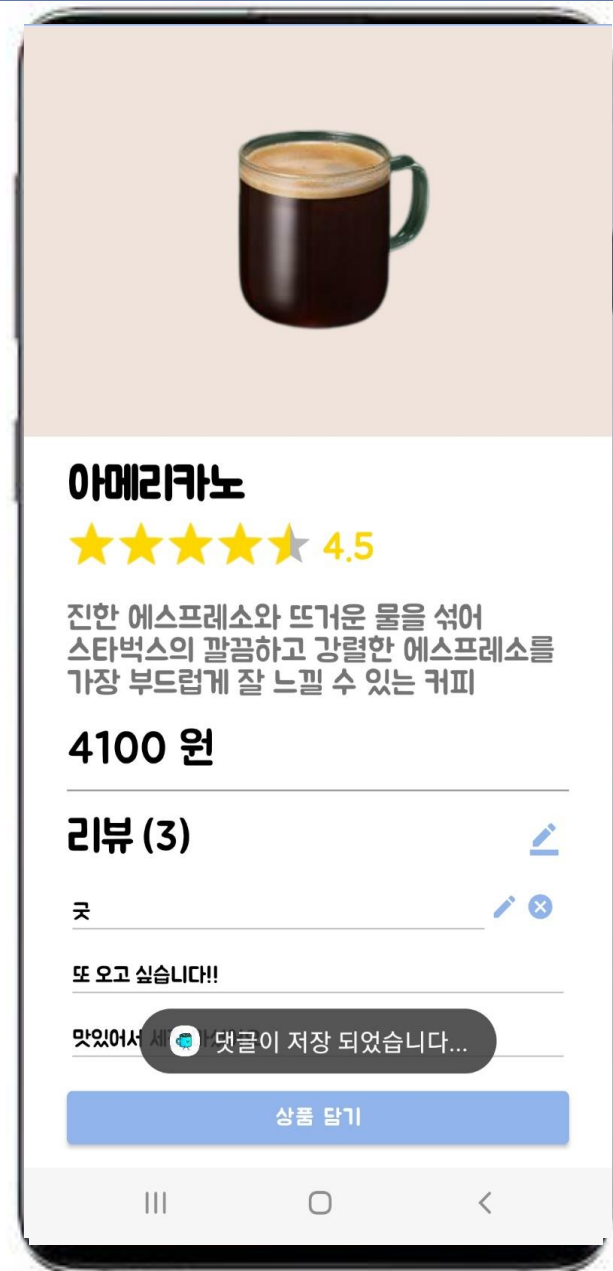 아메리카노
4.5
진한 에스프레소와 뜨거운 물을 섞어
스타벅스의 깔끔하고 강렬한 에스프레소를
가장 부드럽게 잘 느낄 수 있는 커피
4100 원
리뷰 (3)
굿
또 오고 싶습니다!!
맛있어서
댓글이 저장 되었습니다...
상품 담기